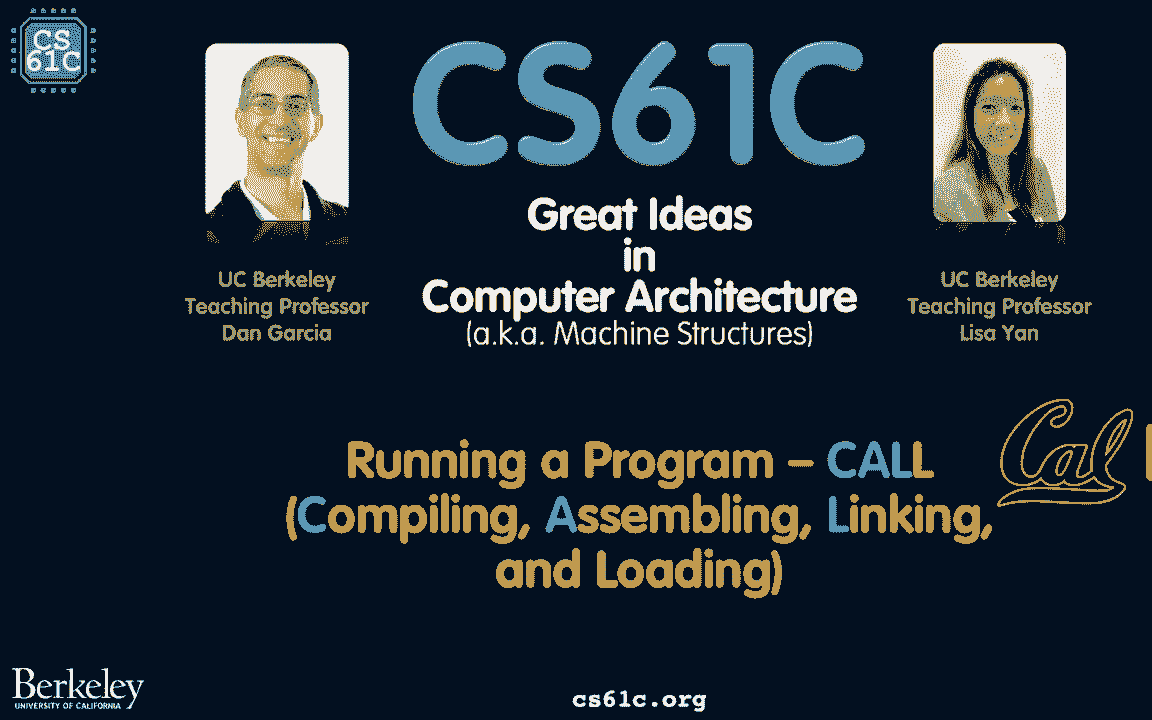 CS
61C
CS61C
Great Ideas
in
Computer Architecture
(a.k.a. Machine Structures)
UC Berkeley
Teaching Professor
Dan Garcia
UC Berkeley
Teaching Professor
Lisa Yan
Cal
Running a Program – CALL
(Compiling, Assembling, Linking,
and Loading)
Berkeley
UNIVERSITY OF CALIFORNIA
cs61c.org